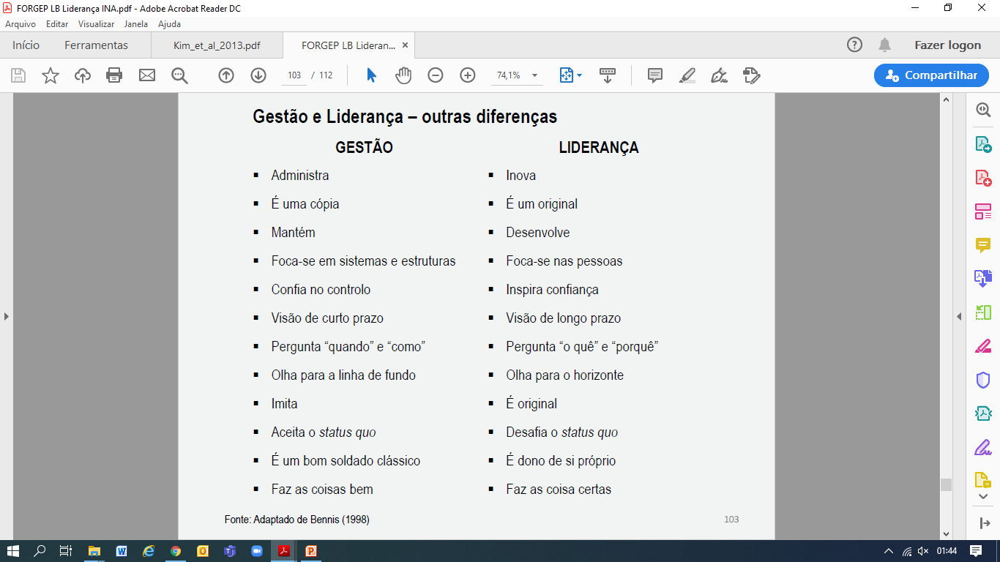 FORGEP LB Liderança INA.pdf - Adobe Acrobat Reader DC
Arquivo Editar Visualizar Janela Ajuda
Início Ferramentas Kim_et_al_2013.pdf FORGEP LB Lideran... × Fazer logon
103 / 112 74,1% Compartilhar
Gestão e Liderança – outras diferenças
GESTÃO LIDERANÇA
▪ Administra ▪ Inova
▪ É uma cópia ▪ É um original
▪ Mantém ▪ Desenvolve
▪ Foca-se em sistemas e estruturas ▪ Foca-se nas pessoas
▪ Confia no controlo ▪ Inspira confiança
▪ Visão de curto prazo ▪ Visão de longo prazo
▪ Pergunta “quando” e “como” ▪ Pergunta “o quê” e “porquê”
▪ Olha para a linha de fundo ▪ Olha para o horizonte
▪ Imita ▪ É original
▪ Aceita o status quo ▪ Desafia o status quo
▪ É um bom soldado clássico ▪ É dono de si próprio
▪ Faz as coisas bem ▪ Faz as coisa certas
Fonte: Adaptado de Bennis (1998) 103
01:44